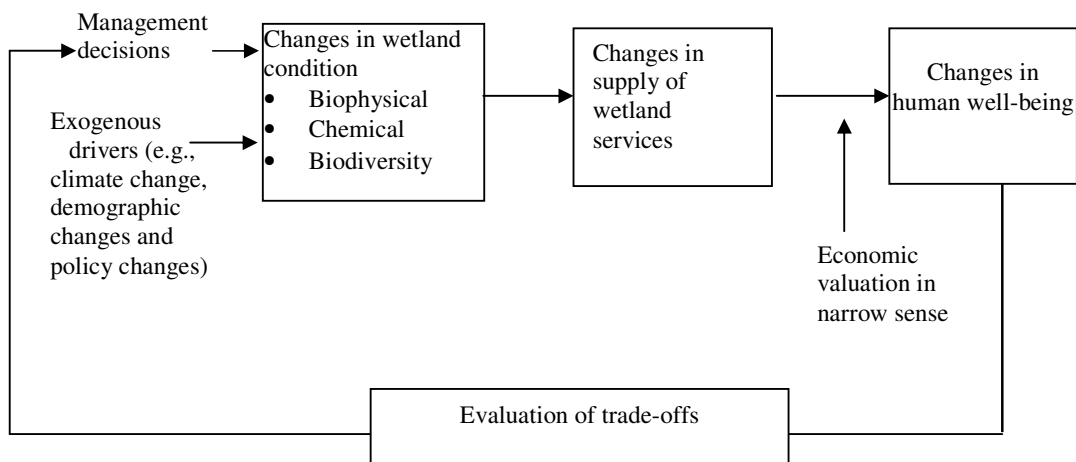 Management
decisions
Exogenous
drivers (e.g.,
climate change,
demographic
changes and
policy changes)
Changes in wetland
condition
• Biophysical
• Chemical
• Biodiversity
Changes in
supply of
wetland
services
Changes in
human well-being
Economic
valuation in
narrow sense
Evaluation of trade-offs